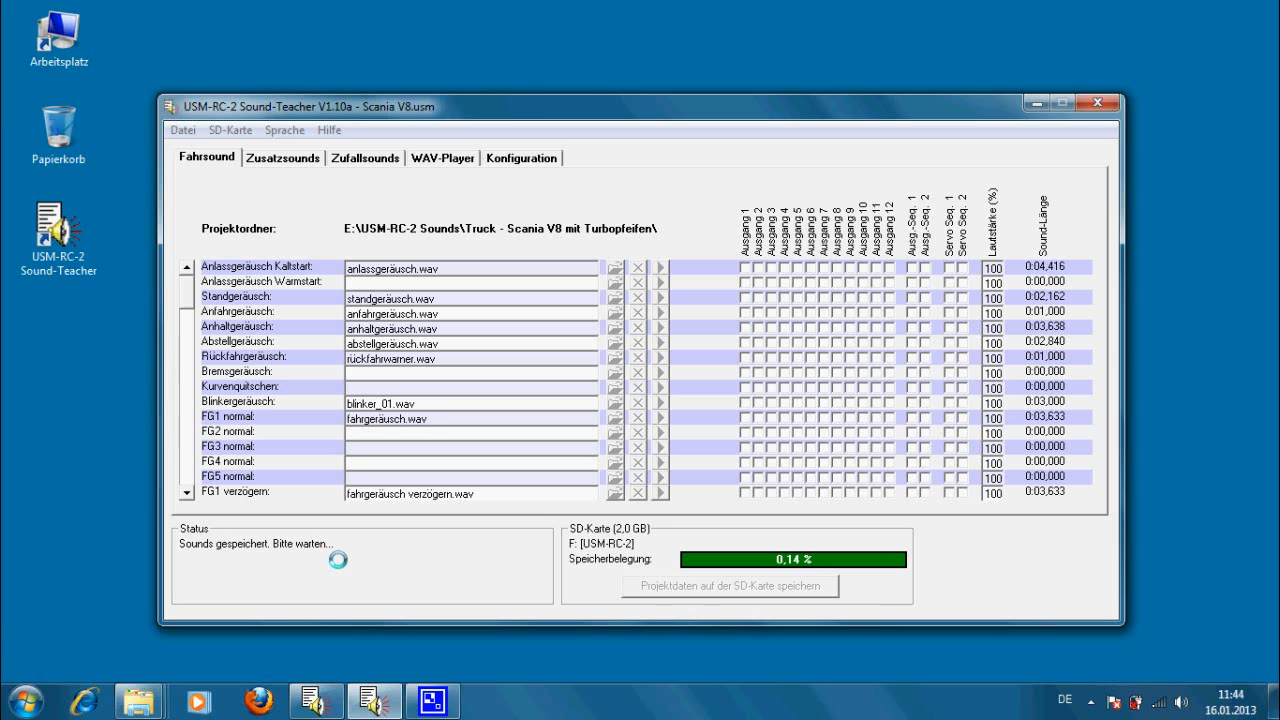 Arbeitsplatz
Papierkorb
USM-RC-2
Sound-Teacher
USM-RC-2 Sound-Teacher V1.10a - Scania V8.usm
Datei SD-Karte Sprache Hilfe
Fahrsound Zusatzsounds Zufallsounds WAV-Player Konfiguration
Projektordner: E:\USM-RC-2 Sounds\Truck - Scania V8 mit Turbopfeifen\
Ausgang 1
Ausgang 2
Ausgang 3
Ausgang 4
Ausgang 5
Ausgang 6
Ausgang 7
Ausgang 8
Ausgang 9
Ausgang 10
Ausgang 11
Ausgang 12
Ausg.-Seq. 1
Ausg.-Seq. 2
Servo Seq. 1
Servo Seq. 2
Lautstärke (%)
Sound-Länge
Anlassgeräusch Kaltstart: anlassgeräusch.wav 100 0:04,416
Anlassgeräusch Warmstart: 100 0:00,000
Standgeräusch: standgeräusch.wav 100 0:02,162
Anfahrgeräusch: anfahrgeräusch.wav 100 0:01,000
Anhaltgeräusch: anhaltgeräusch.wav 100 0:03,638
Abstellgeräusch: abstellgeräusch.wav 100 0:02,840
Rückfahrgeräusch: rückfahrwarner.wav 100 0:01,000
Bremsgeräusch: 100 0:00,000
Kurvenquitschen: 100 0:00,000
Blinkergeräusch: blinker_01.wav 100 0:03,000
FG1 normal: fahrgeräusch.wav 100 0:03,633
FG2 normal: 100 0:00,000
FG3 normal: 100 0:00,000
FG4 normal: 100 0:00,000
FG5 normal: 100 0:00,000
FG1 verzögern: fahrgeräusch verzögern.wav 100 0:03,633
Status
Sounds gespeichert. Bitte warten...
SD-Karte (2,0 GB)
F: [USM-RC-2]
Speicherbelegung: 0,14 %
Projektdaten auf der SD-Karte speichern
DE
11:44
16.01.2013